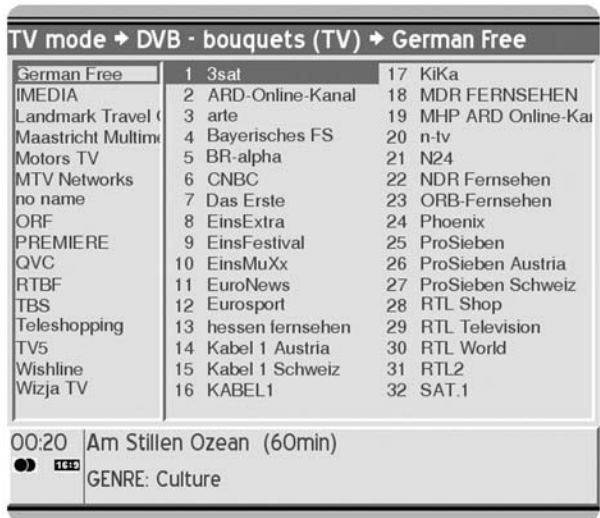 TV mode → DVB - bouquets (TV) → German Free
German Free
IMEDIA
Landmark Travel
Maastricht Multim
Motors TV
MTV Networks
no name
ORF
PREMIERE
QVC
RTBF
TBS
Teleshopping
TV5
Wishline
Wizja TV
1 3sat
2 ARD-Online-Kanal
3 arte
4 Bayerisches FS
5 BR-alpha
6 CNBC
7 Das Erste
8 EinsExtra
9 EinsFestival
10 EinsMuXx
11 EuroNews
12 Eurosport
13 hessen fernsehen
14 Kabel 1 Austria
15 Kabel 1 Schweiz
16 KABEL1
17 KiKa
18 MDR FERNSEHEN
19 MHP ARD Online-Ka
20 n-tv
21 N24
22 NDR Fernsehen
23 ORB-Fernsehen
24 Phoenix
25 ProSieben
26 ProSieben Austria
27 ProSieben Schweiz
28 RTL Shop
29 RTL Television
30 RTL World
31 RTL2
32 SAT.1
00:20 Am Stillen Ozean (60min)
16:9
GENRE: Culture